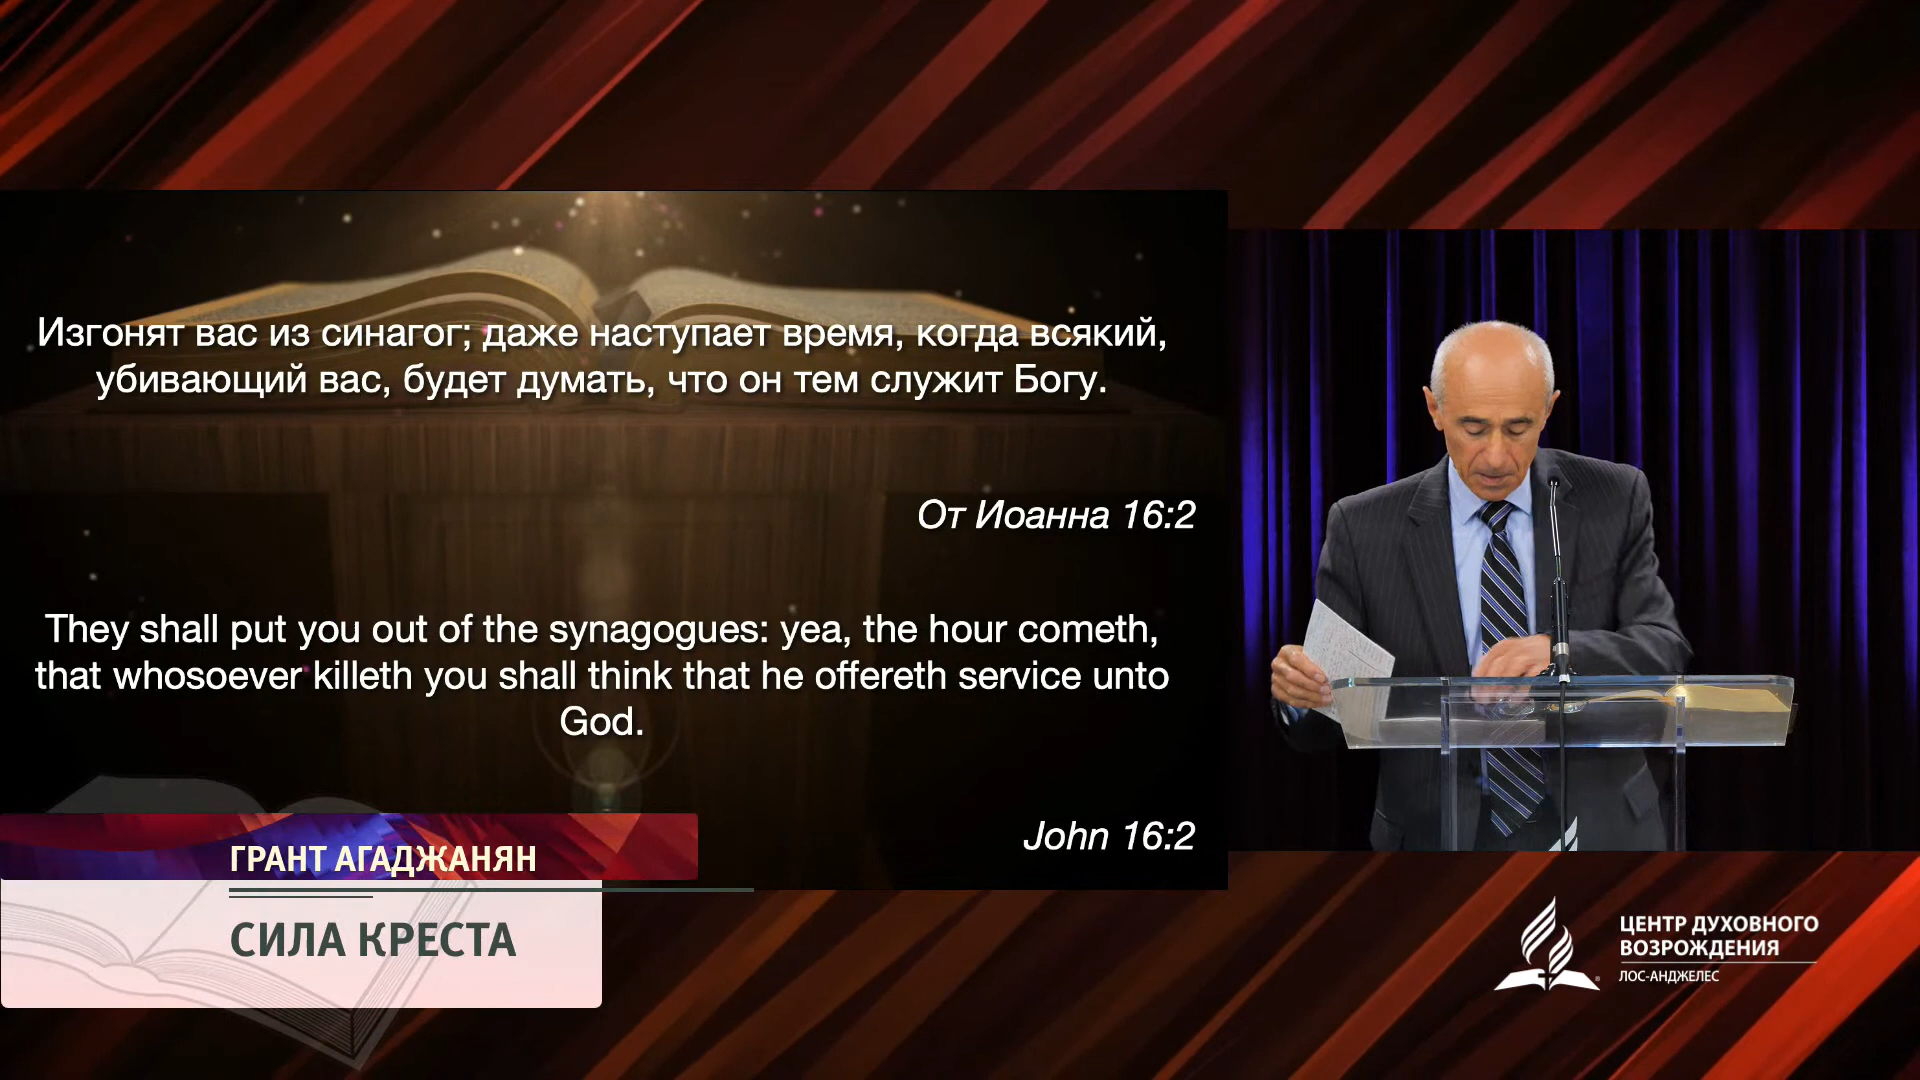 Изгонят вас из синагог; даже наступает время, когда всякий,
убивающий вас, будет думать, что он тем служит Богу.
От Иоанна 16:2
They shall put you out of the synagogues: yea, the hour cometh,
that whosoever killeth you shall think that he offereth service unto
God.
John 16:2
ГРАНТ АГАДЖАНЯН
СИЛА КРЕСТА
ЦЕНТР ДУХОВНОГО
ВОЗРОЖДЕНИЯ
ЛОС-АНДЖЕЛЕС